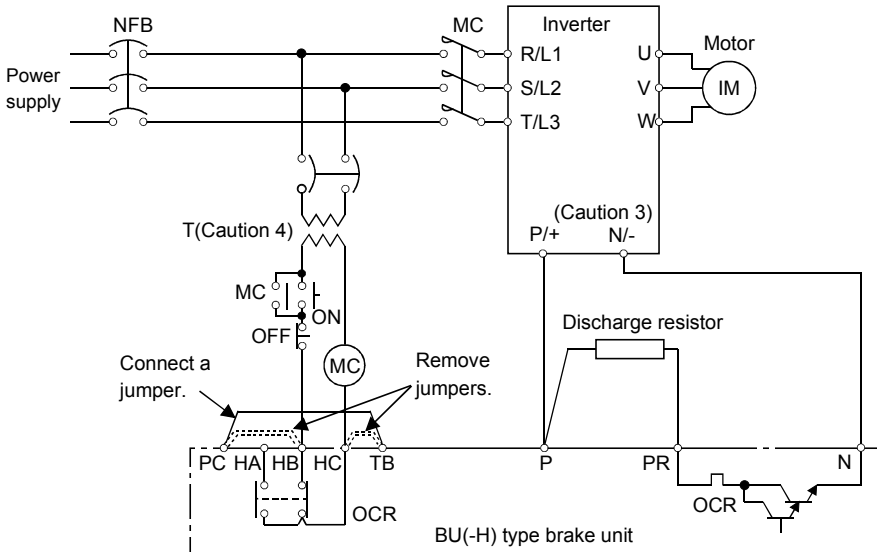 NFB
MC
Inverter
Motor
Power
supply
R/L1
S/L2
T/L3
U
V
W
IM
(Caution 3)
P/+
N/-
T(Caution 4)
MC
ON
OFF
MC
Connect a
jumper.
Remove
jumpers.
Discharge resistor
PC
HA
HB
HC
TB
P
PR
N
OCR
OCR
BU(-H) type brake unit